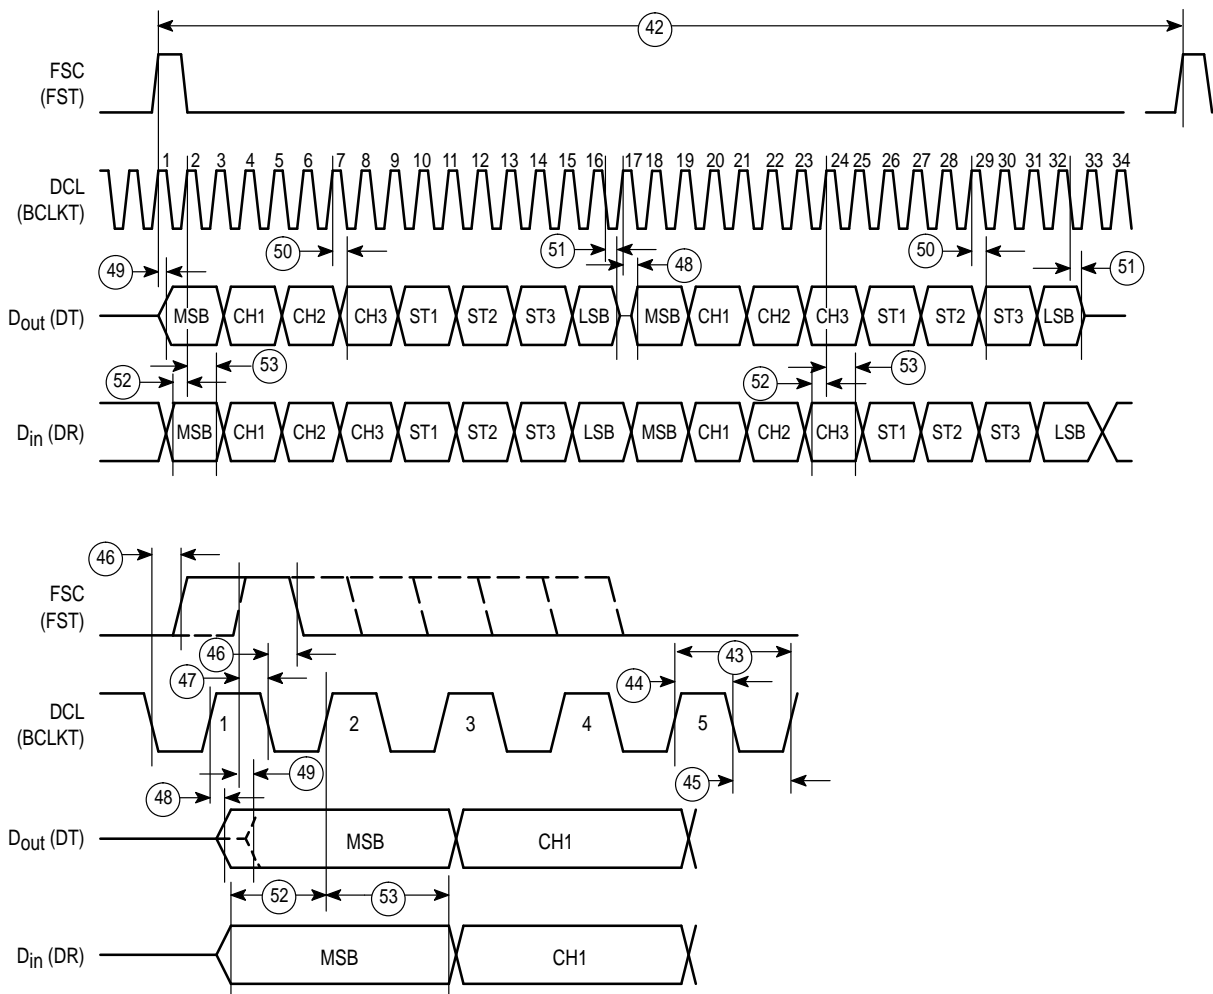 42
FSC
(FST)
1 2 3 4 5 6 7 8 9 10 11 12 13 14 15 16 17 18 19 20 21 22 23 24 25 26 27 28 29 30 31 32 33 34
DCL
(BCLKT)
50 51 50
49 48 51
Dout (DT) MSB CH1 CH2 CH3 ST1 ST2 ST3 LSB MSB CH1 CH2 CH3 ST1 ST2 ST3 LSB
53 53
52 52
Din (DR) MSB CH1 CH2 CH3 ST1 ST2 ST3 LSB MSB CH1 CH2 CH3 ST1 ST2 ST3 LSB
46
FSC
(FST)
46 43
47 44
DCL
(BCLKT)
1 2 3 4 5
49 45
48
Dout (DT) MSB CH1
52 53
Din (DR) MSB CH1